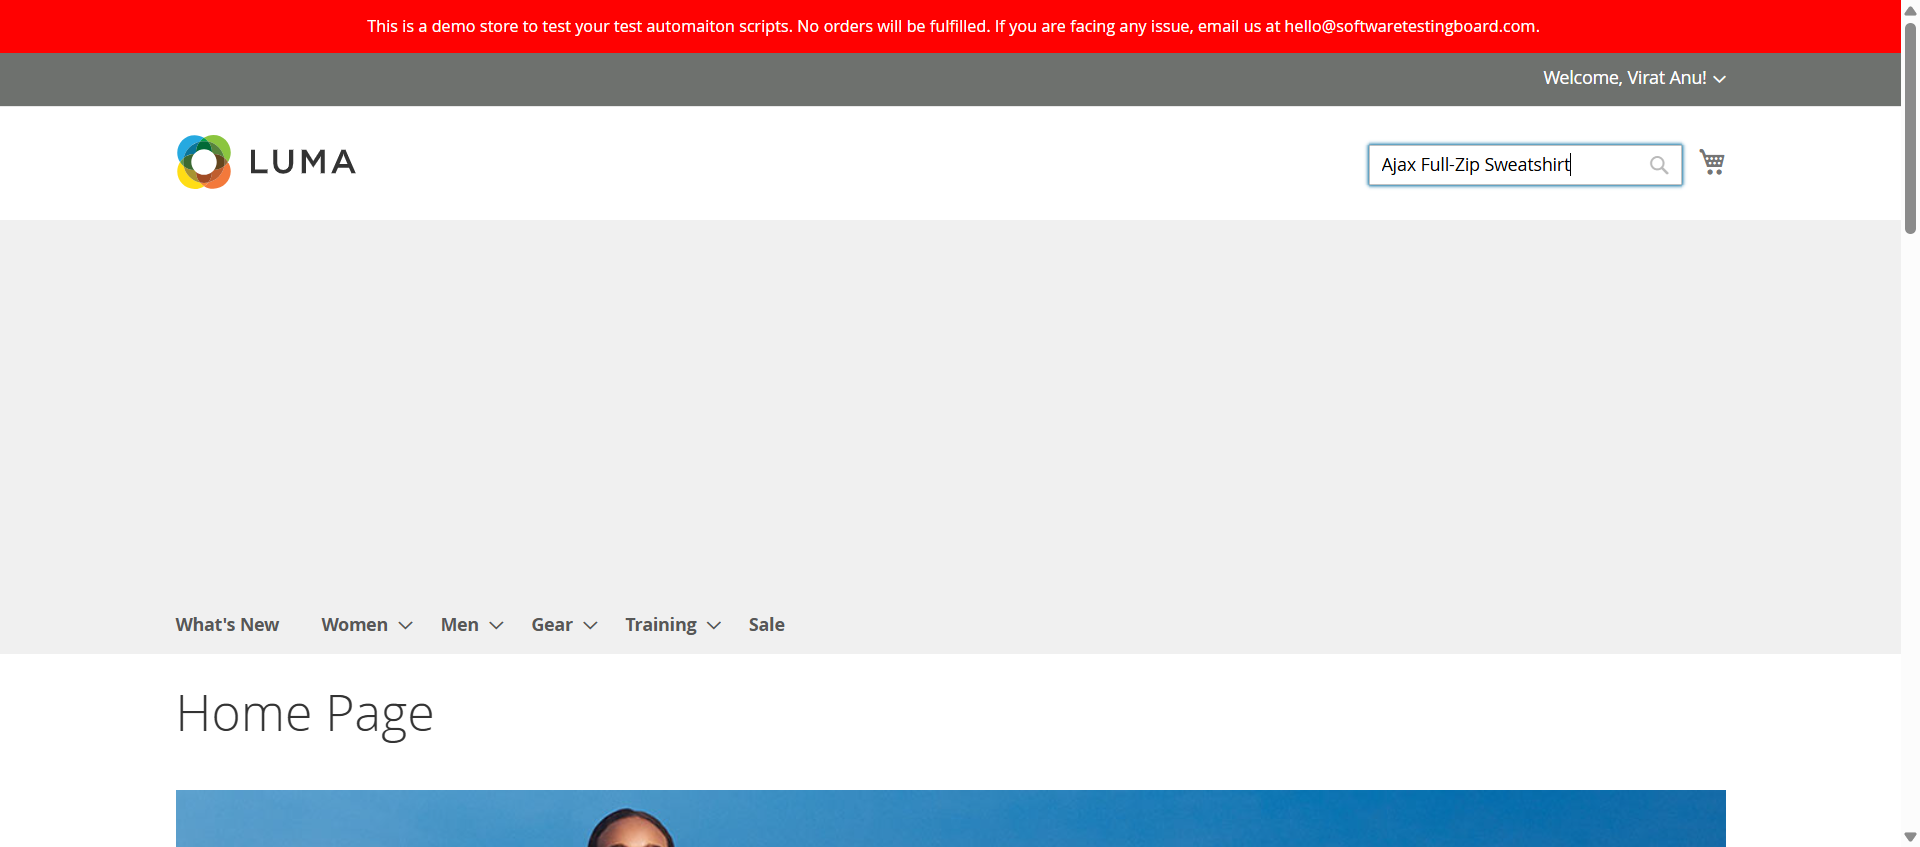 This is a demo store to test your test automaiton scripts. No orders will be fulfilled. If you are facing any issue, email us at hello@softwaretestingboard.com.
Welcome, Virat Anu!
LUMA
Ajax Full-Zip Sweatshirt
What's New Women Men Gear Training Sale
Home Page